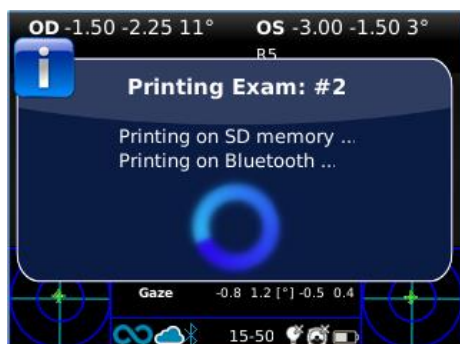 OD -1.50 -2.25 11° OS -3.00 -1.50 3°
R5
i
Printing Exam: #2
Printing on SD memory ...
Printing on Bluetooth ...
Gaze -0.8 1.2 [°] -0.5 0.4
15-50